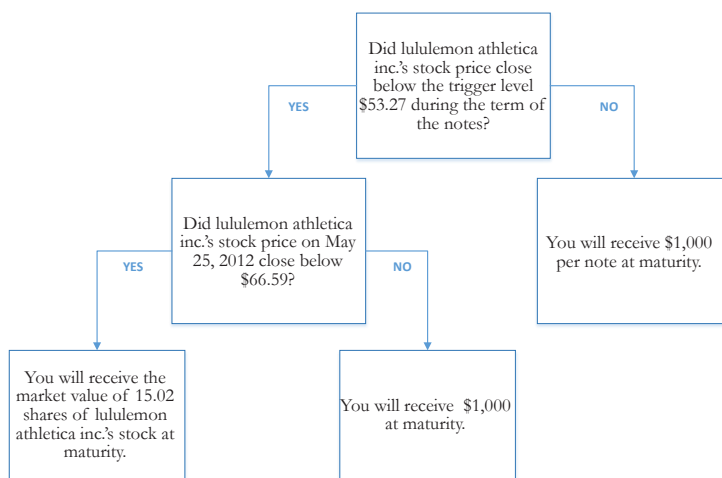 Did lululemon athletica
inc.'s stock price close
below the trigger level
$53.27 during the term of
the notes?
YES
NO
Did lululemon athletica
inc.'s stock price on May
25, 2012 close below
$66.59?
You will receive $1,000
per note at maturity.
YES
NO
You will receive the
market value of 15.02
shares of lululemon
athletica inc.'s stock at
maturity.
You will receive $1,000
at maturity.